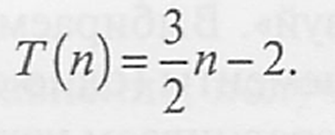 T(n) = 3/2 n − 2.